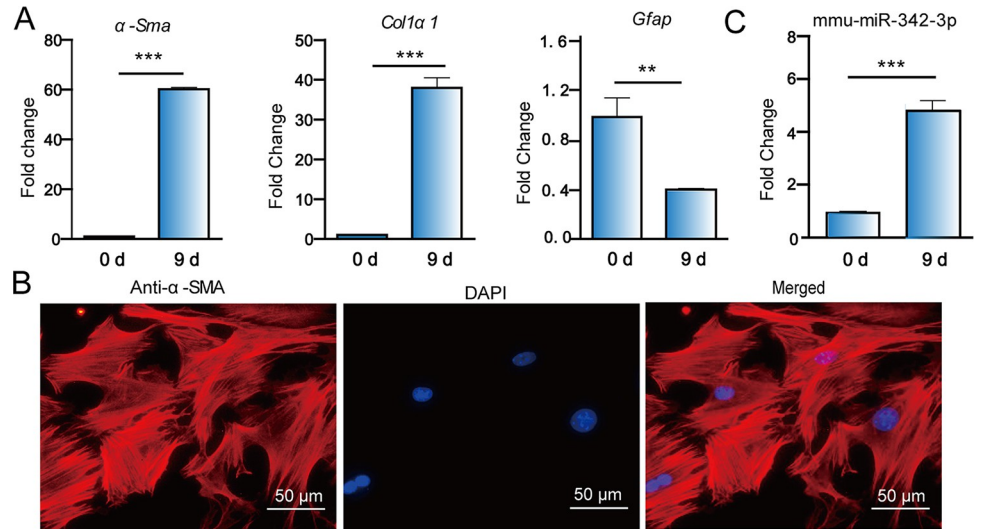 A
α-Sma
Fold change
80
60
40
20
0
***
0 d
9 d
Col1α 1
Fold Change
50
40
30
20
10
0
***
0 d
9 d
Gfap
Fold Change
1.6
1.2
0.8
0.4
0.0
**
0 d
9 d
C
mmu-miR-342-3p
Fold Change
8
6
4
2
0
***
0 d
9 d
B
Anti-α-SMA
DAPI
Merged
50 μm
50 μm
50 μm